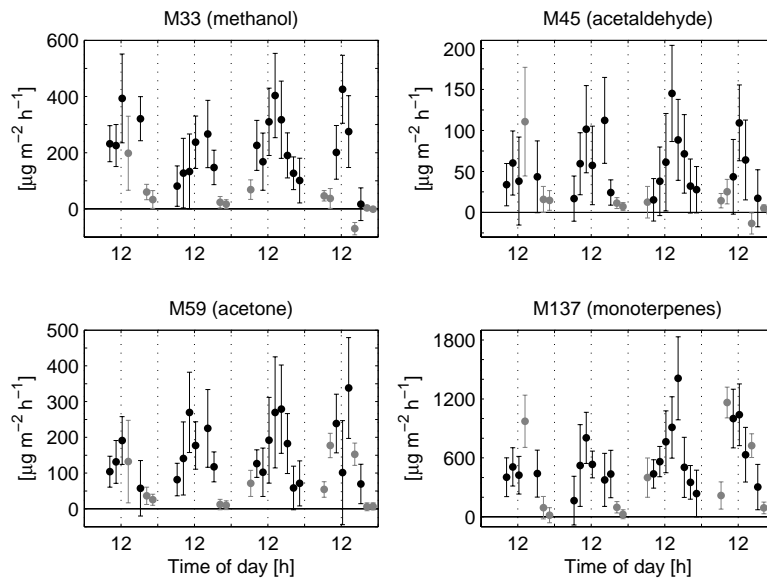 M33 (methanol)
M45 (acetaldehyde)
600
400
200
0
[µg m−2 h−1]
12 12 12 12
200
150
100
50
0
[µg m−2 h−1]
12 12 12 12
M59 (acetone)
M137 (monoterpenes)
500
400
300
200
100
0
[µg m−2 h−1]
12 12 12 12
Time of day [h]
1800
1200
600
0
[µg m−2 h−1]
12 12 12 12
Time of day [h]